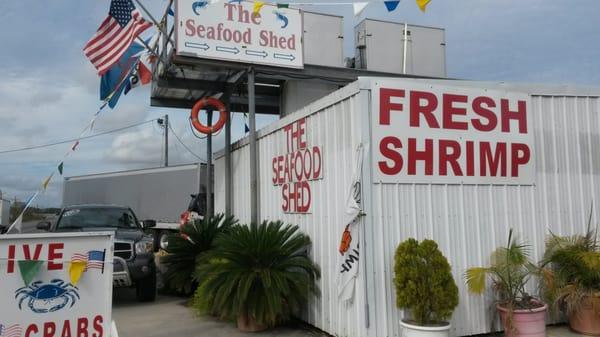 The
Seafood Shed
FRESH
SHRIMP
THE
SEAFOOD
SHED
IVE
CRABS